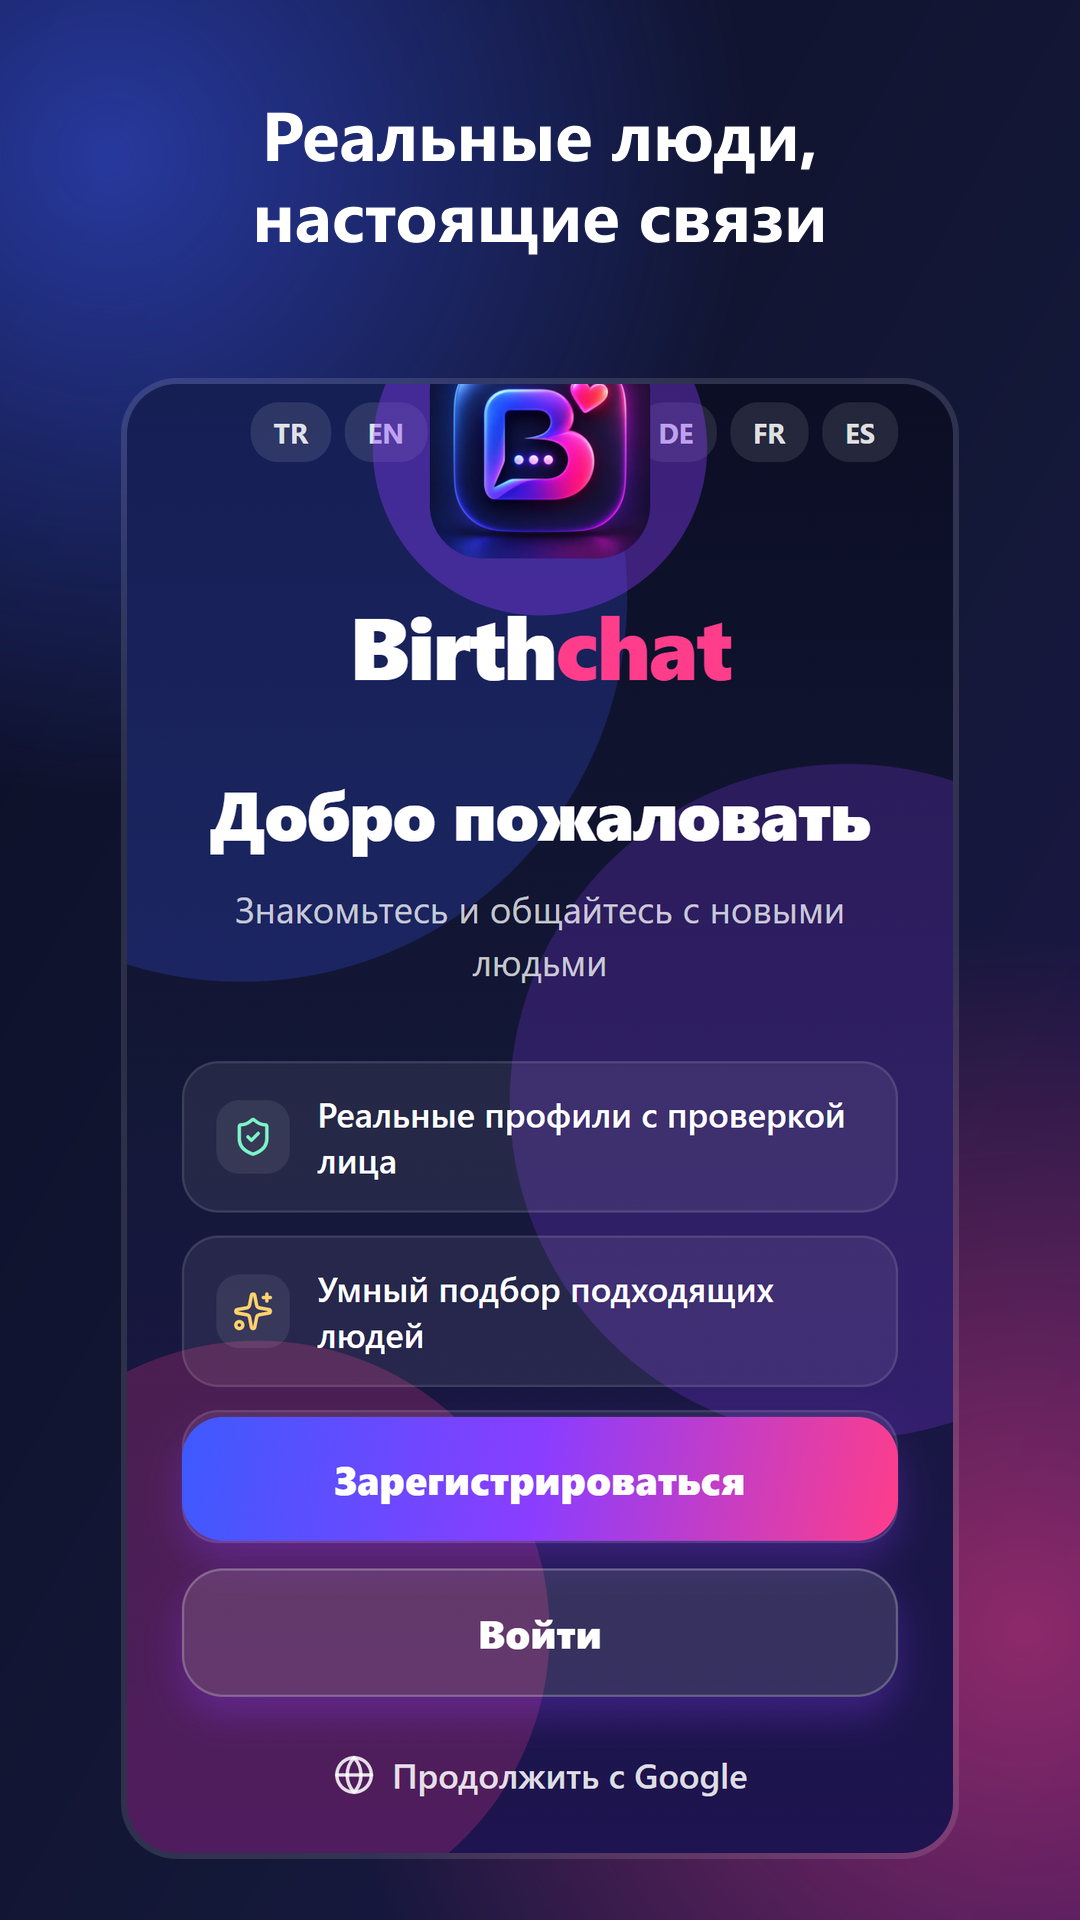 Реальные люди,
настоящие связи
TR EN DE FR ES
Birthchat
Добро пожаловать
Знакомьтесь и общайтесь с новыми
людьми
Реальные профили с проверкой
лица
Умный подбор подходящих
людей
Зарегистрироваться
Войти
Продолжить с Google